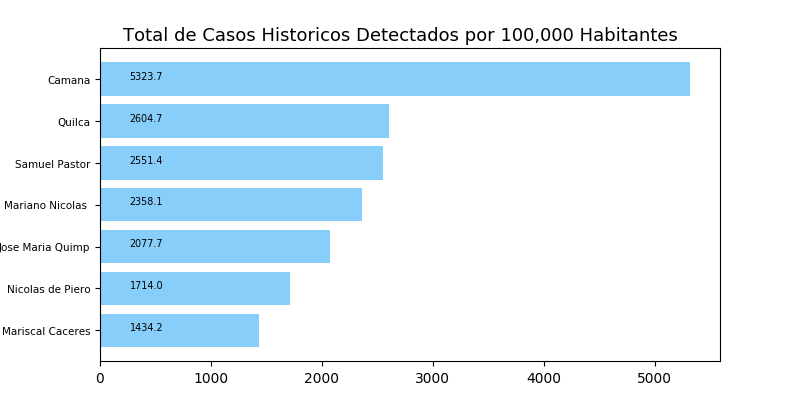 Total de Casos Historicos Detectados por 100,000 Habitantes
Camana 5323.7
Quilca 2604.7
Samuel Pastor 2551.4
Mariano Nicolas 2358.1
Jose Maria Quimp 2077.7
Nicolas de Piero 1714.0
Mariscal Caceres 1434.2
0 1000 2000 3000 4000 5000